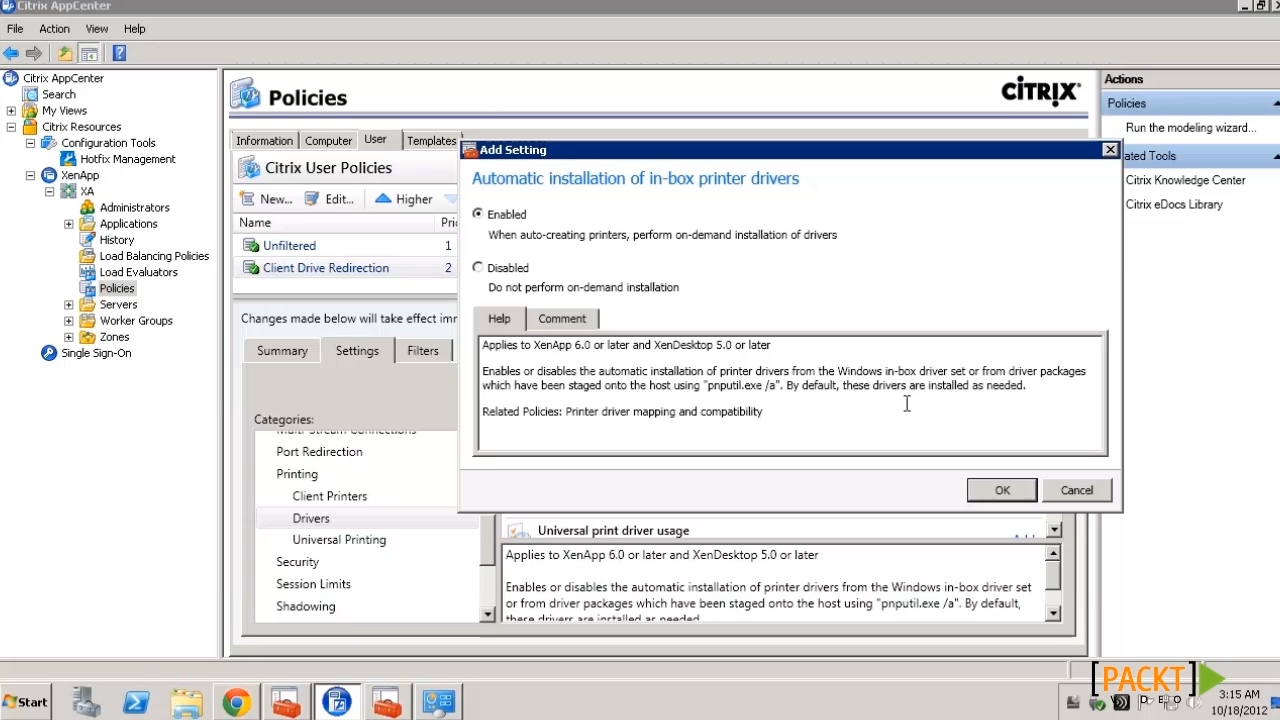 Citrix AppCenter
File Action View Help
Citrix AppCenter
Search
My Views
Citrix Resources
Configuration Tools
Hotfix Management
XenApp
XA
Administrators
Applications
History
Load Balancing Policies
Load Evaluators
Policies
Servers
Worker Groups
Zones
Single Sign-On
Policies
CITRIX
Information Computer User Templates
Citrix User Policies
New... Edit... Higher
Name
Unfiltered 1
Client Drive Redirection 2
Changes made below will take effect
Summary Settings Filters
Categories:
Multi-Stream Connections
Port Redirection
Printing
Client Printers
Drivers
Universal Printing
Security
Session Limits
Shadowing
Add Setting
Automatic installation of in-box printer drivers
Enabled
When auto-creating printers, perform on-demand installation of drivers
Disabled
Do not perform on-demand installation
Help Comment
Applies to XenApp 6.0 or later and XenDesktop 5.0 or later
Enables or disables the automatic installation of printer drivers from the Windows in-box driver set or from driver packages
which have been staged onto the host using "pnputil.exe /a". By default, these drivers are installed as needed.
Related Policies: Printer driver mapping and compatibility
OK Cancel
Universal print driver usage
Applies to XenApp 6.0 or later and XenDesktop 5.0 or later
Enables or disables the automatic installation of printer drivers from the Windows in-box driver set
or from driver packages which have been staged onto the host using "pnputil.exe /a". By default,
these drivers are installed as needed
Actions
Policies
Run the modeling wizard...
ated Tools
Citrix Knowledge Center
Citrix eDocs Library
[PACKT]
Start
3:15 AM
10/18/2012